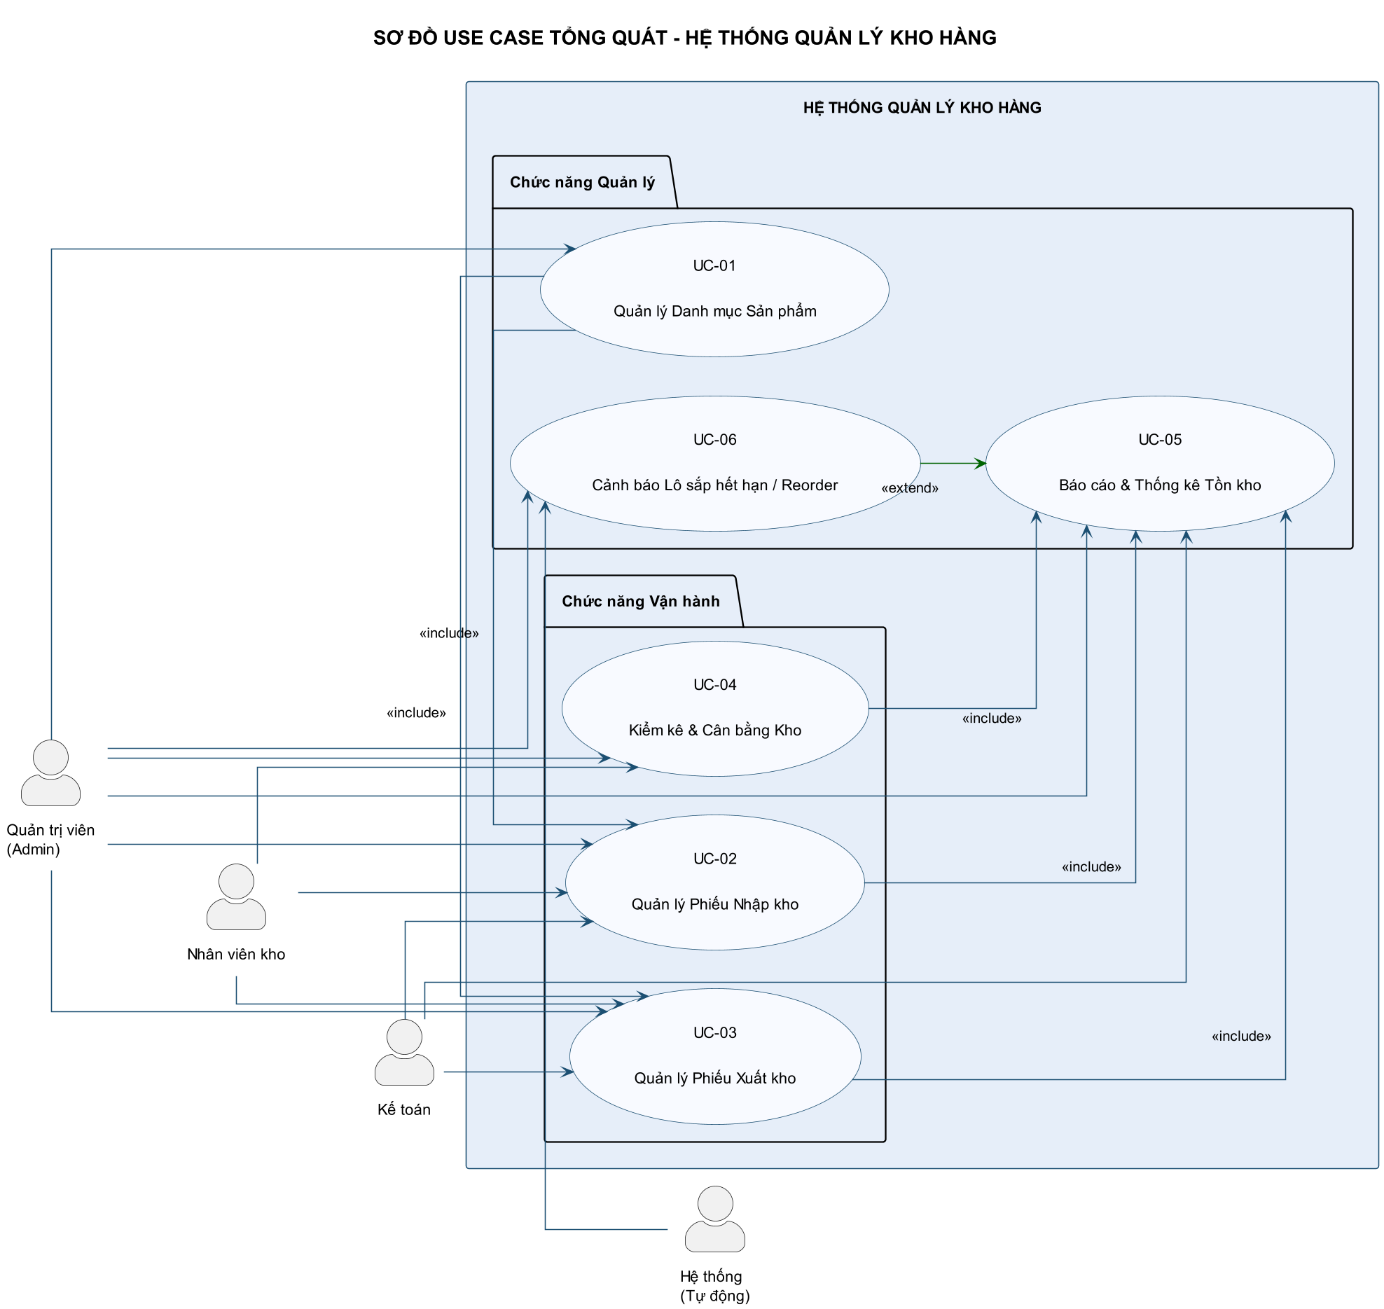 SƠ ĐỒ USE CASE TỔNG QUÁT - HỆ THỐNG QUẢN LÝ KHO HÀNG
HỆ THỐNG QUẢN LÝ KHO HÀNG
Chức năng Quản lý
UC-01
Quản lý Danh mục Sản phẩm
UC-06
Cảnh báo Lô sắp hết hạn / Reorder
«extend»
UC-05
Báo cáo & Thống kê Tồn kho
Chức năng Vận hành
«include»
«include»
UC-04
Kiểm kê & Cân bằng Kho
«include»
Quản trị viên
(Admin)
UC-02
Quản lý Phiếu Nhập kho
«include»
Nhân viên kho
UC-03
Quản lý Phiếu Xuất kho
«include»
Kế toán
Hệ thống
(Tự động)